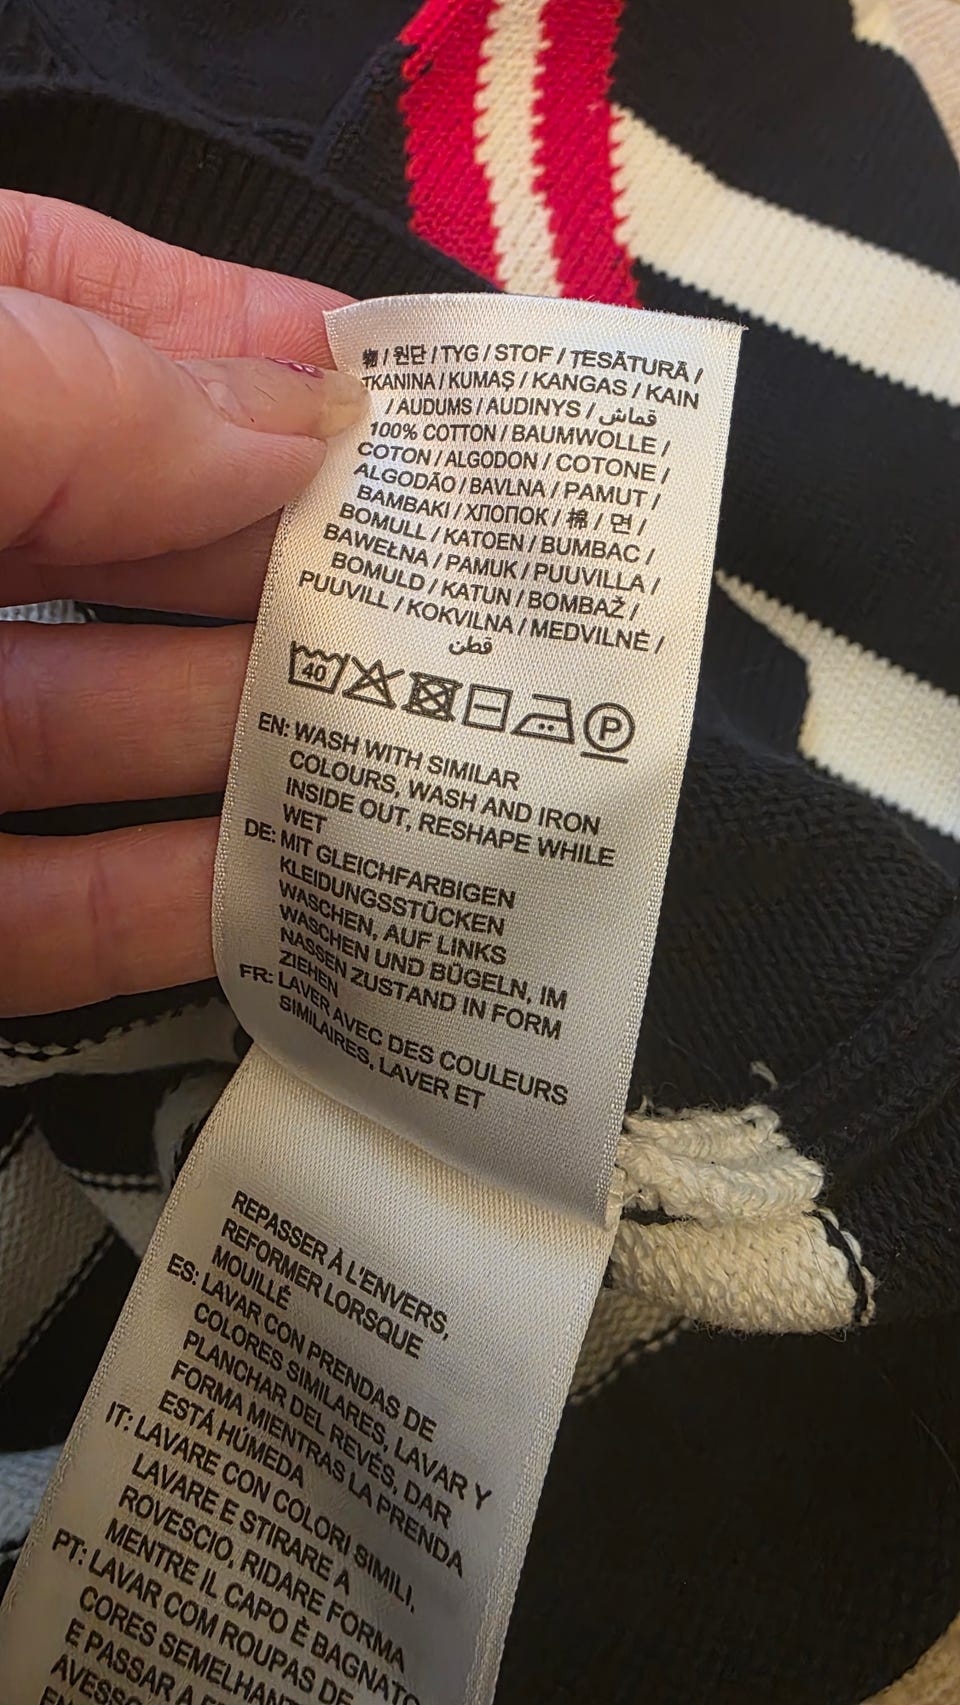 / 원단 / TYG / STOF / ȚESĂTURĂ /
TKANINA / KUMAŞ / KANGAS / KAIN
/ AUDUMS / AUDINYS / قماش
100% COTTON / BAUMWOLLE /
COTON / ALGODON / COTONE /
ALGODÃO / BAVLNA / PAMUT /
BAMBAKI / ХЛОПОК / 棉 / 면 /
BOMULL / KATOEN / BUMBAC /
BAWEŁNA / PAMUK / PUUVILLA /
BOMULD / KATUN / BOMBAŽ /
PUUVILL / KOKVILNA / MEDVILNĖ /
قطن
40 P
EN: WASH WITH SIMILAR
COLOURS, WASH AND IRON
INSIDE OUT, RESHAPE WHILE
WET
DE: MIT GLEICHFARBIGEN
KLEIDUNGSSTÜCKEN
WASCHEN, AUF LINKS
WASCHEN UND BÜGELN, IM
NASSEN ZUSTAND IN FORM
ZIEHEN
FR: LAVER AVEC DES COULEURS
SIMILAIRES, LAVER ET
REPASSER À L'ENVERS,
REFORMER LORSQUE
MOUILLÉ
ES: LAVAR CON PRENDAS DE
COLORES SIMILARES, LAVAR Y
PLANCHAR DEL REVÉS, DAR
FORMA MIENTRAS LA PRENDA
ESTÁ HÚMEDA
IT: LAVARE CON COLORI SIMILI,
LAVARE E STIRARE A
ROVESCIO, RIDARE FORMA
MENTRE IL CAPO È BAGNATO
PT: LAVAR COM ROUPAS DE
CORES SEMELHAN
E PASSAR A
AVESSO